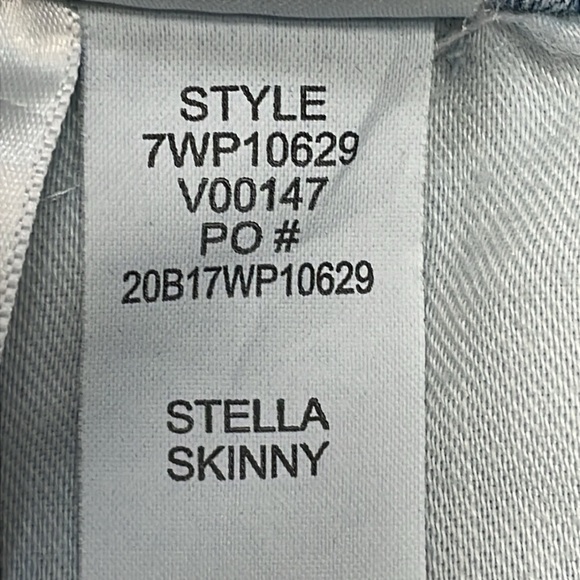 STYLE
7WP10629
V00147
PO #
20B17WP10629
STELLA
SKINNY